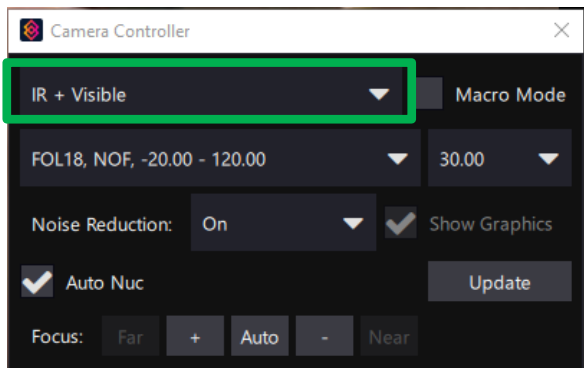 Camera Controller
IR + Visible Macro Mode
FOL18, NOF, -20.00 - 120.00 30.00
Noise Reduction: On Show Graphics
Auto Nuc Update
Focus: Far + Auto - Near